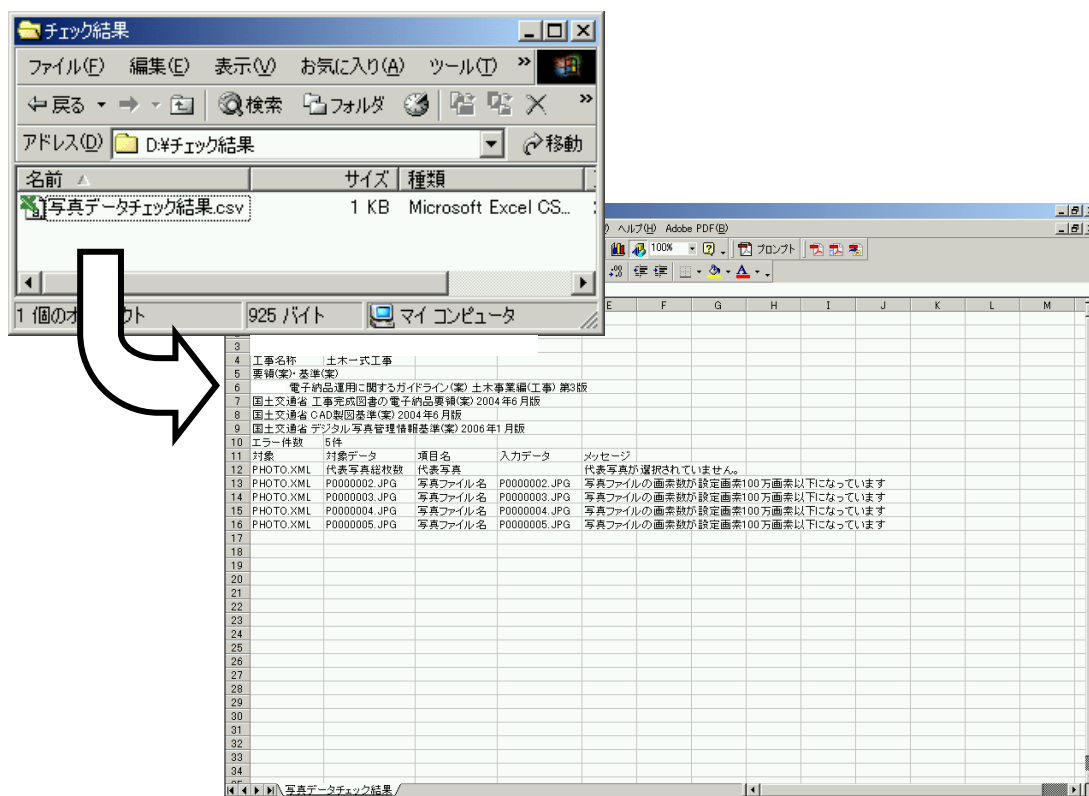 チェック結果
ファイル(F) 編集(E) 表示(V) お気に入り(A) ツール(T) »
戻る 検索 フォルダ »
アドレス(D) D:¥チェック結果 移動
名前 サイズ 種類
写真データチェック結果.csv 1 KB Microsoft Excel CS...
1 個のオ クト 925 バイト マイ コンピュータ
ヘルプ(H) Adobe PDF(B)
100% プロンプト
E F G H I J K L M
3
4 工事名称 土木一式工事
5 要領(案)・基準(案)
6 電子納品運用に関するガイドライン(案) 土木事業編(工事) 第3版
7 国土交通省 工事完成図書の電子納品要領(案) 2004年6月版
8 国土交通省 CAD製図基準(案) 2004年6月版
9 国土交通省 デジタル写真管理情報基準(案) 2006年1月版
10 エラー件数 5件
11 対象 対象データ 項目名 入力データ メッセージ
12 PHOTO.XML 代表写真総枚数 代表写真 代表写真が選択されていません。
13 PHOTO.XML P0000002.JPG 写真ファイル名 P0000002.JPG 写真ファイルの画素数が設定画素100万画素以下になっています
14 PHOTO.XML P0000003.JPG 写真ファイル名 P0000003.JPG 写真ファイルの画素数が設定画素100万画素以下になっています
15 PHOTO.XML P0000004.JPG 写真ファイル名 P0000004.JPG 写真ファイルの画素数が設定画素100万画素以下になっています
16 PHOTO.XML P0000005.JPG 写真ファイル名 P0000005.JPG 写真ファイルの画素数が設定画素100万画素以下になっています
17
18
19
20
21
22
23
24
25
26
27
28
29
30
31
32
33
34
写真データチェック結果